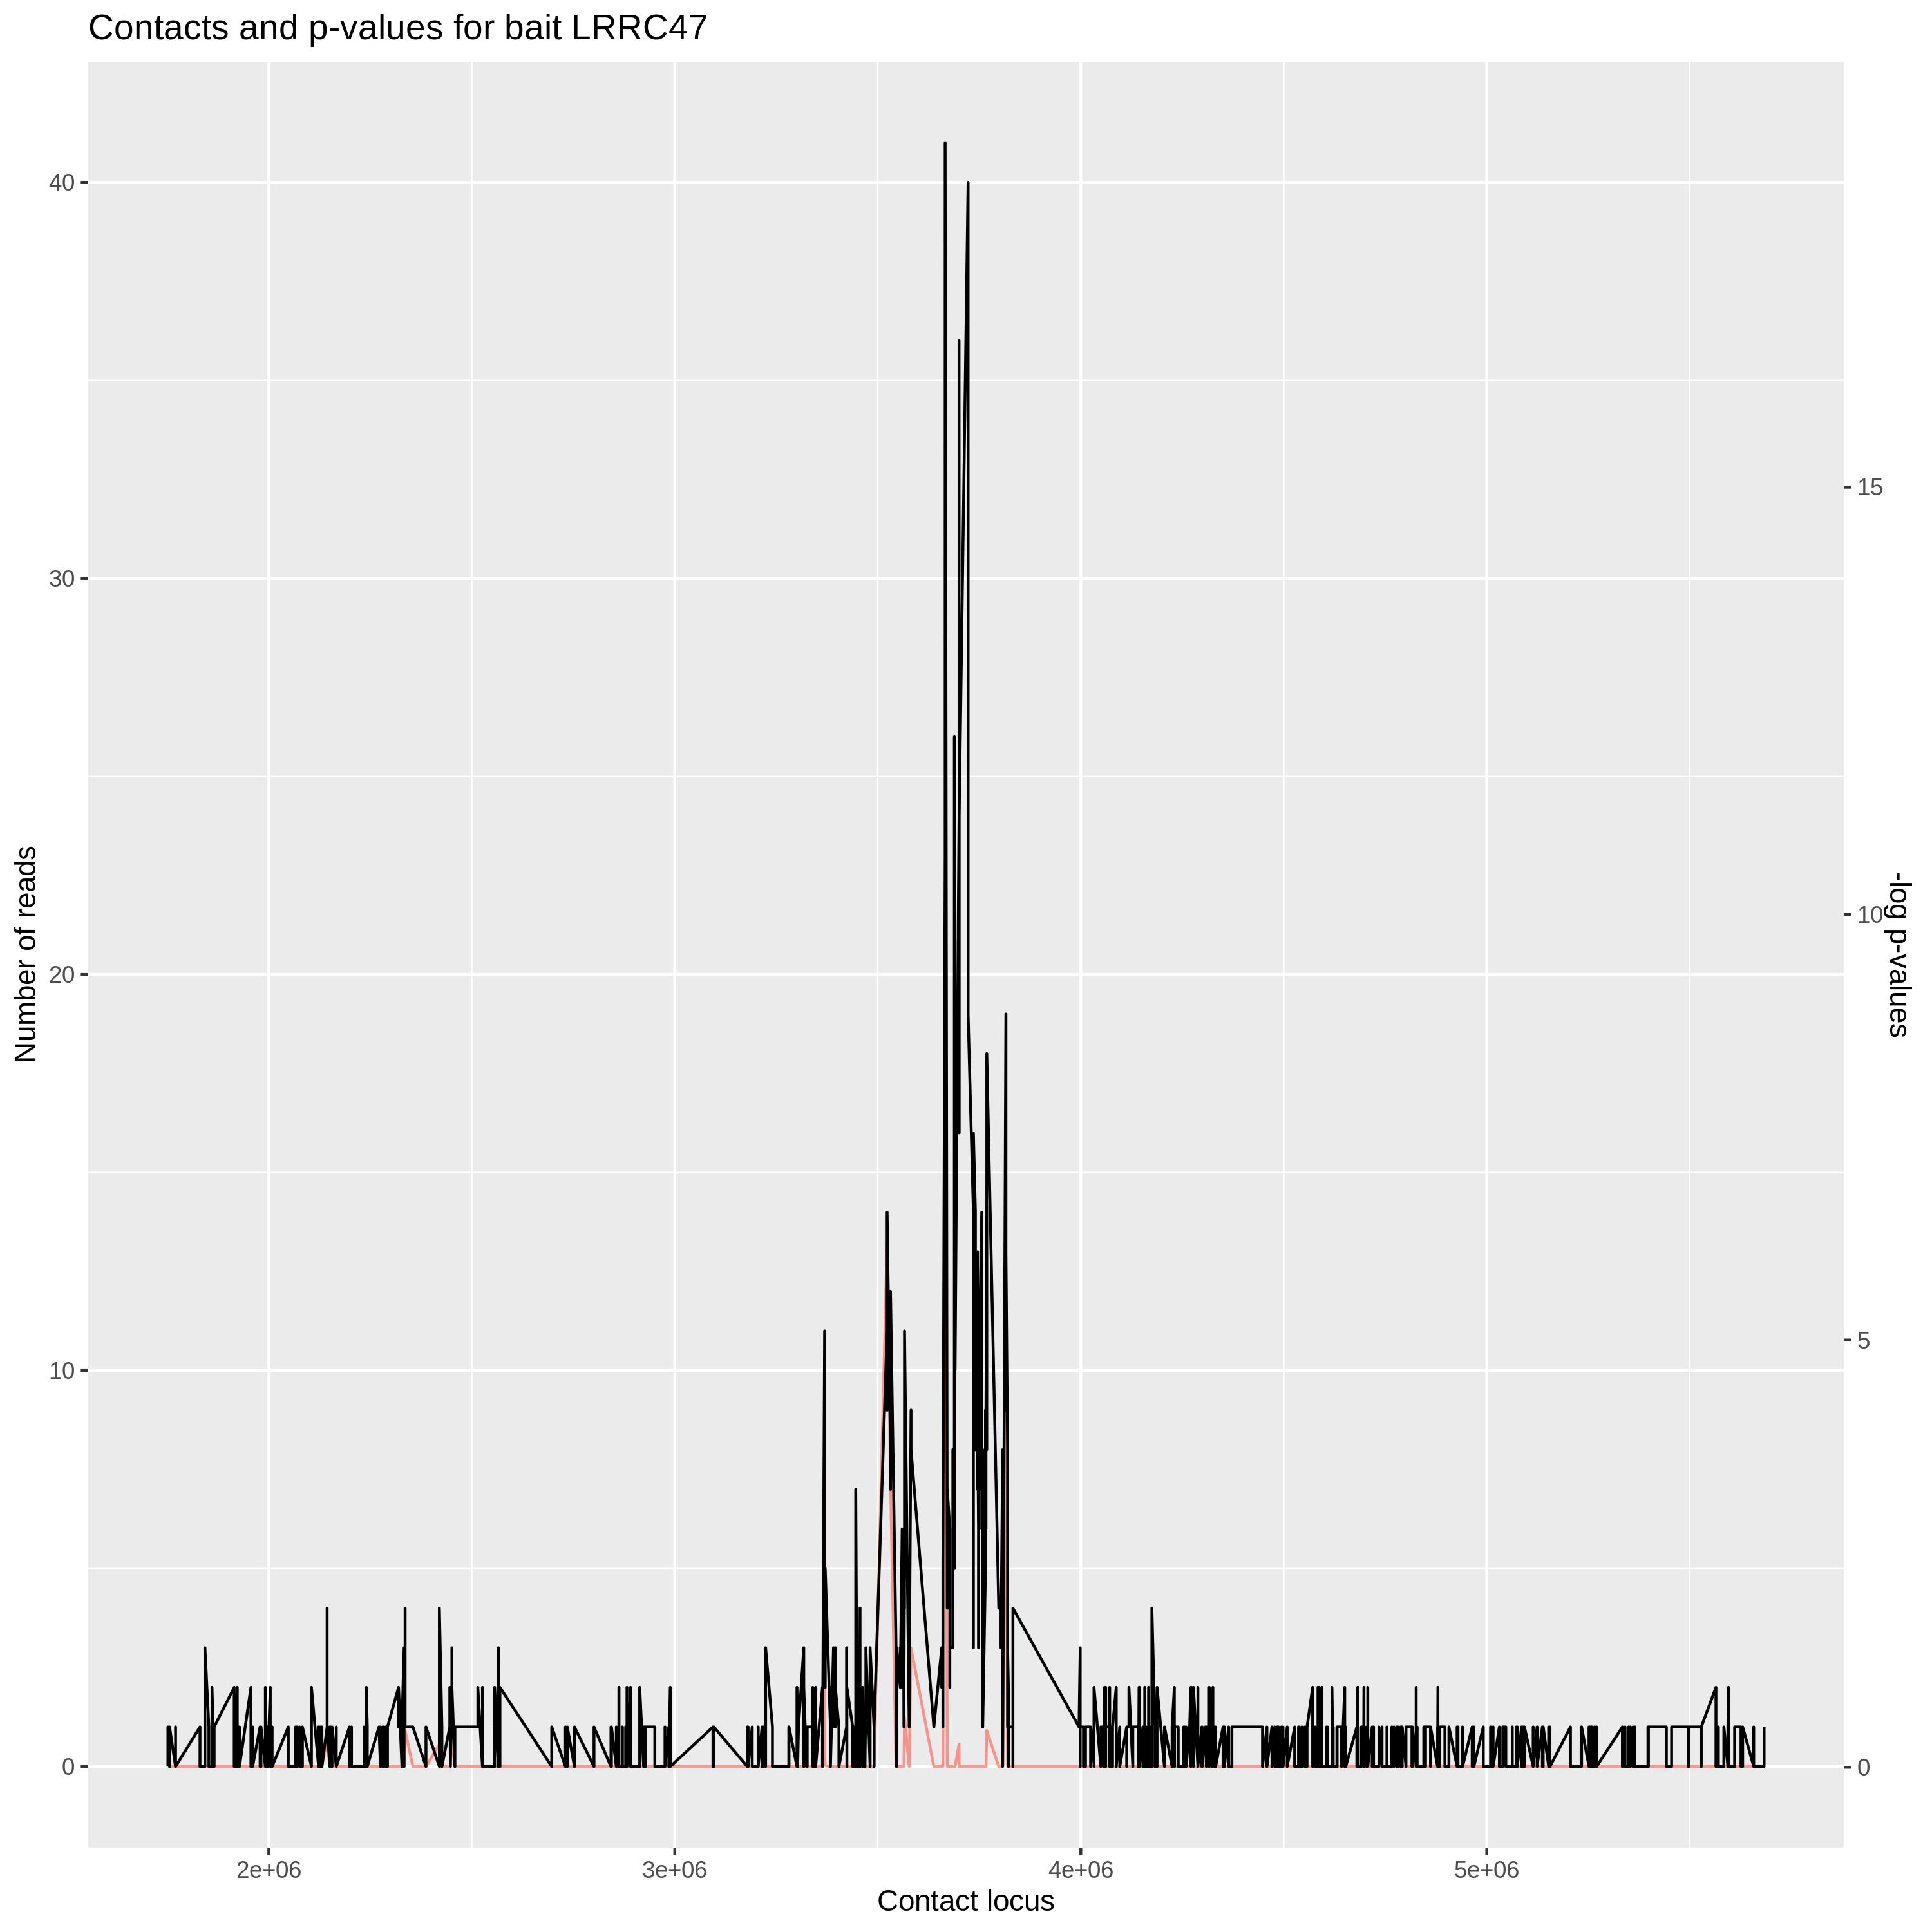 Contacts and p-values for bait LRRC47
40
30
20
10
0
Number of reads
15
10
5
0
-log p-values
2e+06
3e+06
4e+06
5e+06
Contact locus